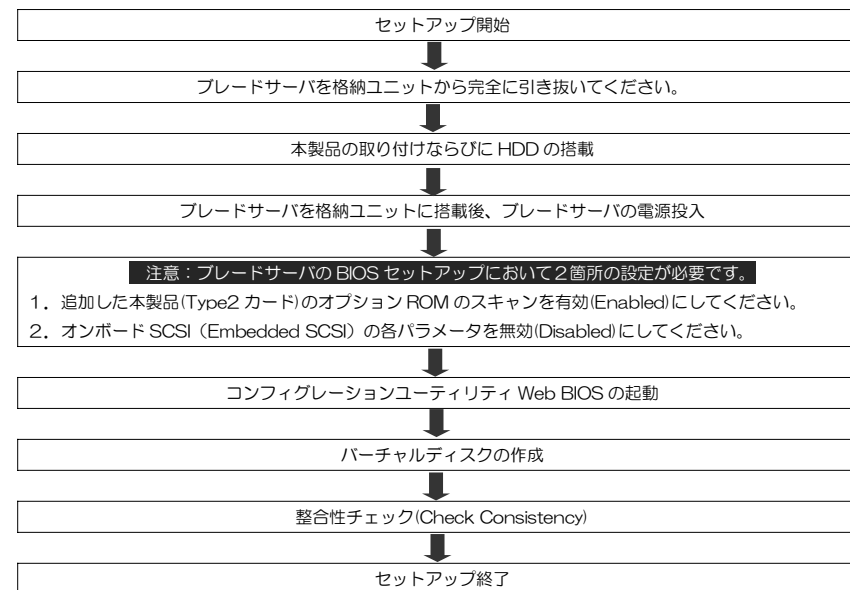 セットアップ開始
ブレードサーバを格納ユニットから完全に引き抜いてください。
本製品の取り付けならびに HDD の搭載
ブレードサーバを格納ユニットに搭載後、ブレードサーバの電源投入
注意：ブレードサーバの BIOS セットアップにおいて２箇所の設定が必要です。
１．追加した本製品(Type2 カード)のオプション ROM のスキャンを有効(Enabled)にしてください。
２．オンボード SCSI（Embedded SCSI）の各パラメータを無効(Disabled)にしてください。
コンフィグレーションユーティリティ Web BIOS の起動
バーチャルディスクの作成
整合性チェック(Check Consistency)
セットアップ終了